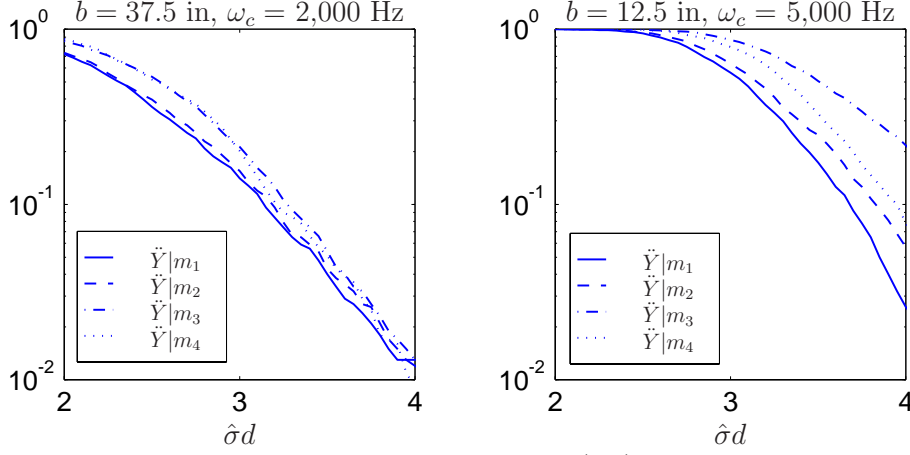 b = 37.5 in, ω_c = 2,000 Hz
10^0
10^-1
10^-2
2 3 4
σ̂d
Ÿ|m_1
Ÿ|m_2
Ÿ|m_3
Ÿ|m_4
b = 12.5 in, ω_c = 5,000 Hz
10^0
10^-1
10^-2
2 3 4
σ̂d
Ÿ|m_1
Ÿ|m_2
Ÿ|m_3
Ÿ|m_4